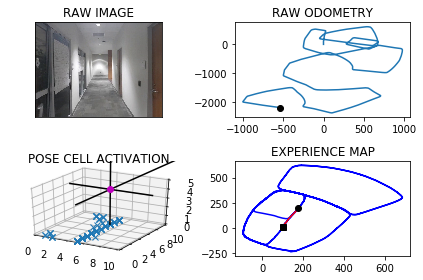 RAW IMAGE
RAW ODOMETRY
0
−1000
−2000
−1000 −500 0 500 1000
POSE CELL ACTIVATION
5
4
3
2
1
0
0 2 4 6 8 10
0 2 4 6 8 10
EXPERIENCE MAP
500
250
0
−250
0 200 400 600